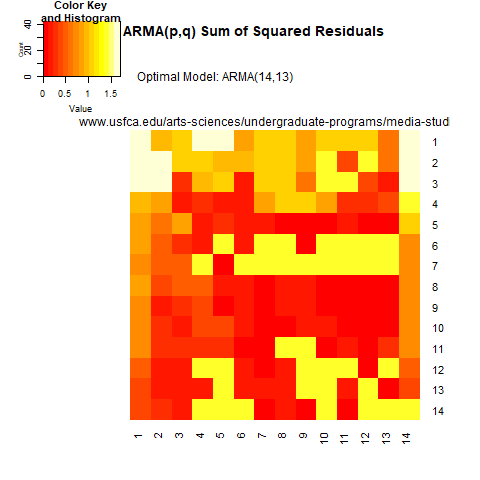 Color Key
and Histogram
Count
0 20 40
0 0.5 1 1.5
Value
ARMA(p,q) Sum of Squared Residuals
Optimal Model: ARMA(14,13)
www.usfca.edu/arts-sciences/undergraduate-programs/media-stud
1
2
3
4
5
6
7
8
9
10
11
12
13
14
1 2 3 4 5 6 7 8 9 10 11 12 13 14